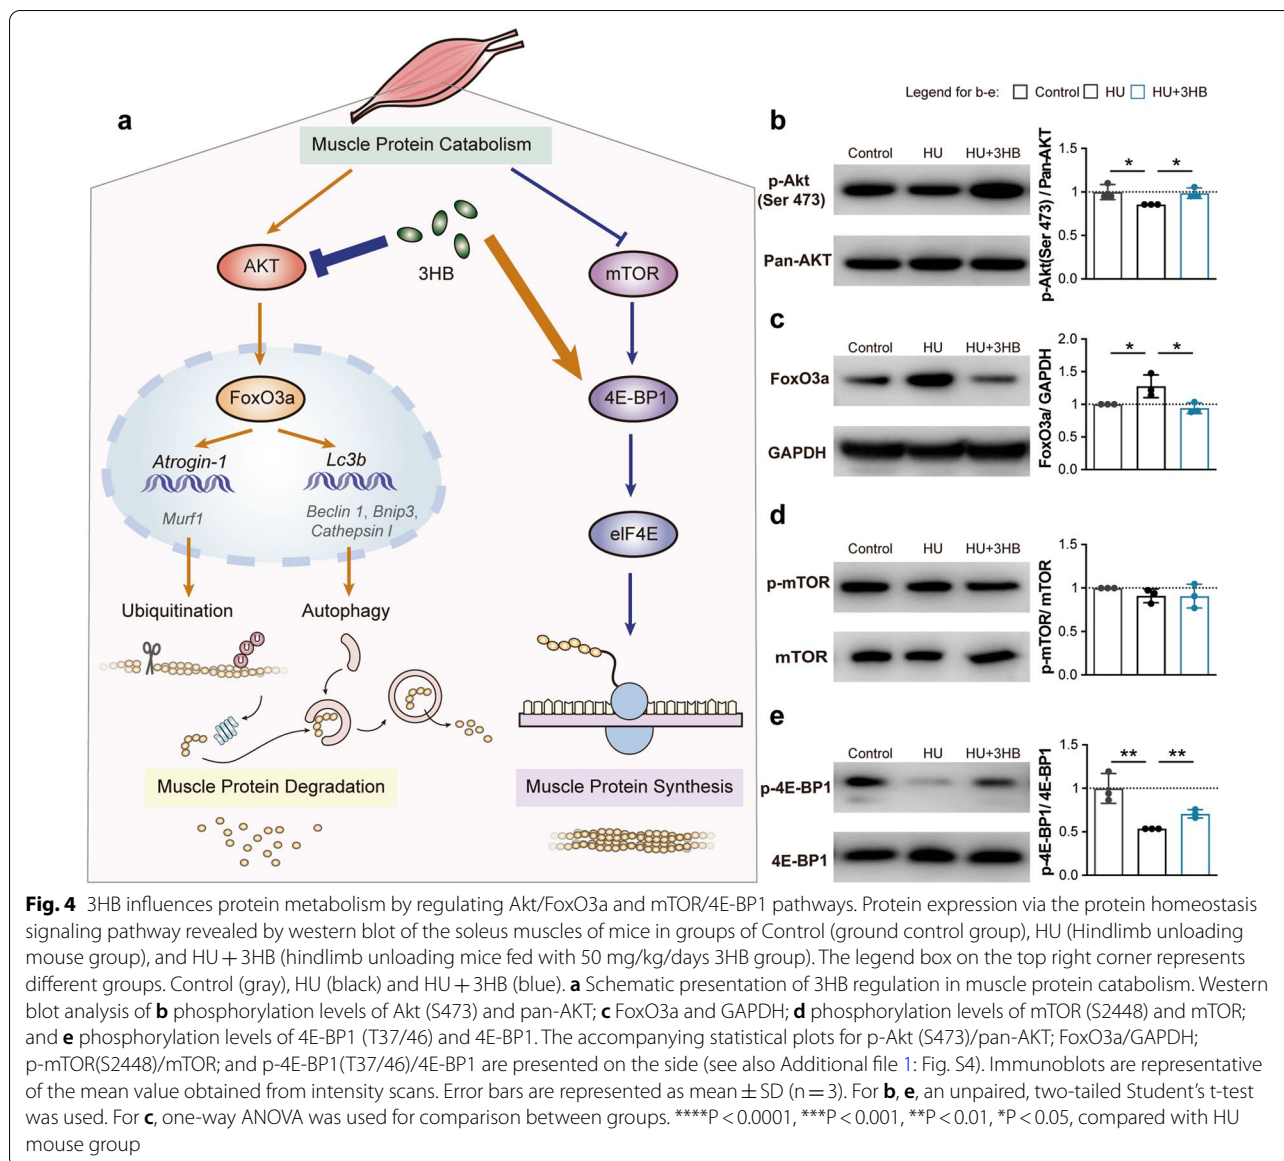 a
Muscle Protein Catabolism
3HB
AKT
mTOR
FoxO3a
4E-BP1
Atrogin-1
Lc3b
Murf1
Beclin 1, Bnip3,
Cathepsin I
eIF4E
Ubiquitination
Autophagy
U
U
U
Muscle Protein Degradation
Muscle Protein Synthesis
Legend for b-e: Control HU HU+3HB
b
Control HU HU+3HB
p-Akt
(Ser 473)
Pan-AKT
p-Akt(Ser 473) / Pan-AKT
1.5
1
0.5
0.0
* *
c
Control HU HU+3HB
FoxO3a
GAPDH
FoxO3a/ GAPDH
2.0
1.5
1
0.5
0.0
* *
d
Control HU HU+3HB
p-mTOR
mTOR
p-mTOR/ mTOR
1.5
1
0.5
0.0
e
Control HU HU+3HB
p-4E-BP1
4E-BP1
p-4E-BP1/ 4E-BP1
1.5
1
0.5
0.0
** **
Fig. 4 3HB influences protein metabolism by regulating Akt/FoxO3a and mTOR/4E-BP1 pathways. Protein expression via the protein homeostasis
signaling pathway revealed by western blot of the soleus muscles of mice in groups of Control (ground control group), HU (Hindlimb unloading
mouse group), and HU + 3HB (hindlimb unloading mice fed with 50 mg/kg/days 3HB group). The legend box on the top right corner represents
different groups. Control (gray), HU (black) and HU + 3HB (blue). a Schematic presentation of 3HB regulation in muscle protein catabolism. Western
blot analysis of b phosphorylation levels of Akt (S473) and pan-AKT; c FoxO3a and GAPDH; d phosphorylation levels of mTOR (S2448) and mTOR;
and e phosphorylation levels of 4E-BP1 (T37/46) and 4E-BP1. The accompanying statistical plots for p-Akt (S473)/pan-AKT; FoxO3a/GAPDH;
p-mTOR(S2448)/mTOR; and p-4E-BP1(T37/46)/4E-BP1 are presented on the side (see also Additional file 1: Fig. S4). Immunoblots are representative
of the mean value obtained from intensity scans. Error bars are represented as mean ± SD (n = 3). For b, e, an unpaired, two-tailed Student's t-test
was used. For c, one-way ANOVA was used for comparison between groups. ****P < 0.0001, ***P < 0.001, **P < 0.01, *P < 0.05, compared with HU
mouse group